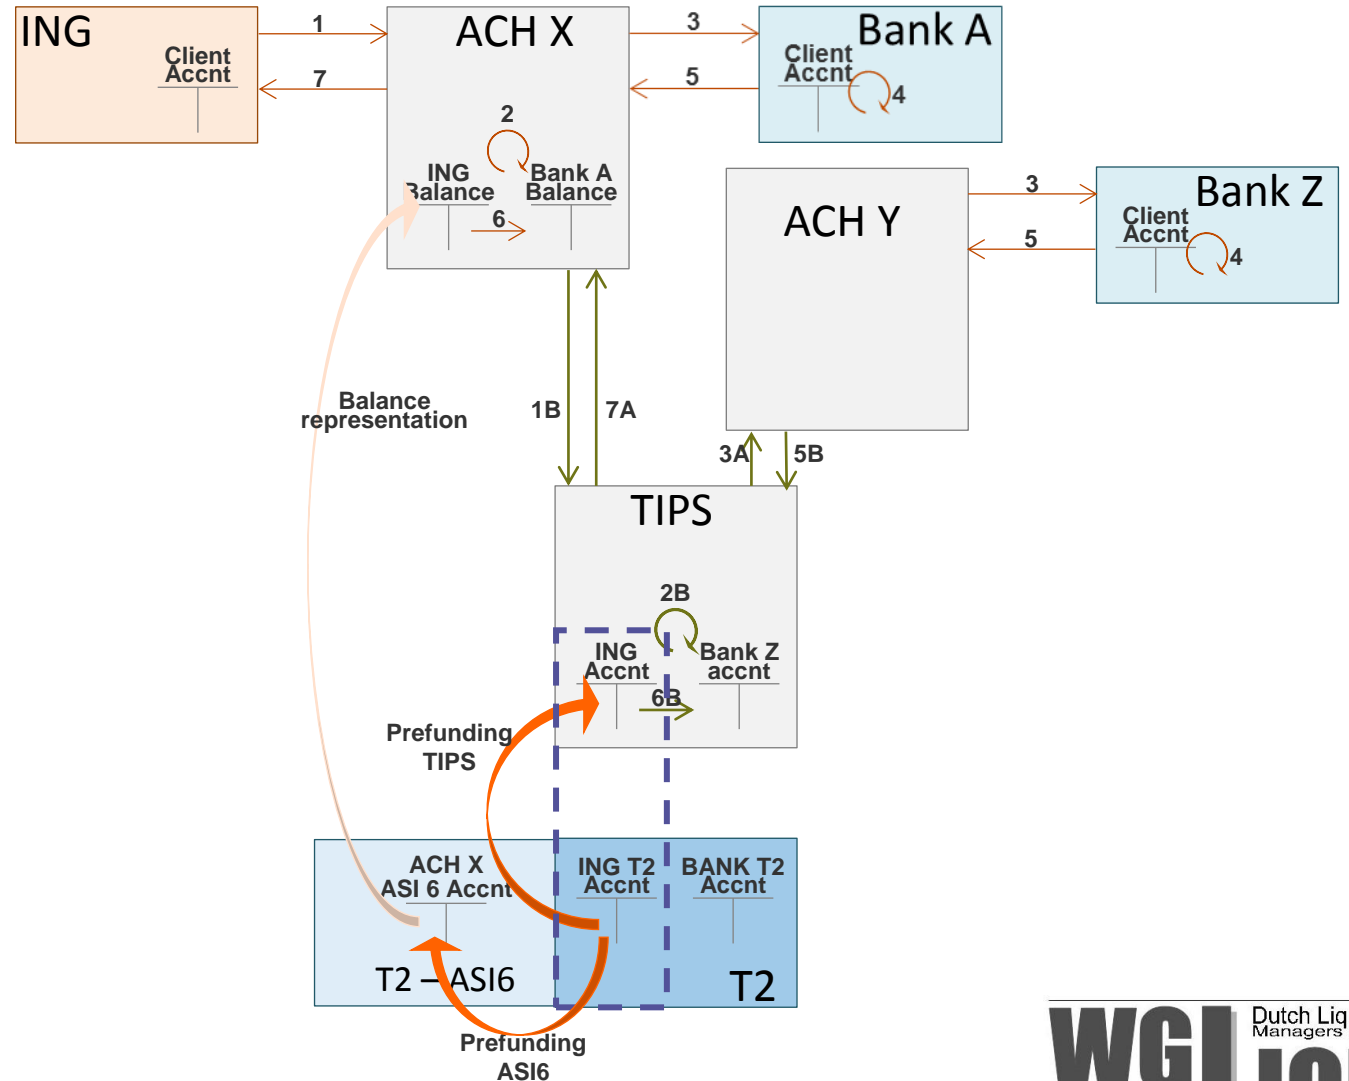 ING
Client
Accnt
1
7
ACH X
2
ING
Balance
Bank A
Balance
6
3
5
Bank A
Client
Accnt
4
ACH Y
3
5
Bank Z
Client
Accnt
4
Balance
representation
1B
7A
3A
5B
TIPS
2B
ING
Accnt
Bank Z
accnt
6B
Prefunding
TIPS
ACH X
ASI 6 Accnt
T2 – ASI6
ING T2
Accnt
BANK T2
Accnt
T2
Prefunding
ASI6
WGL
Dutch Liq
Managers